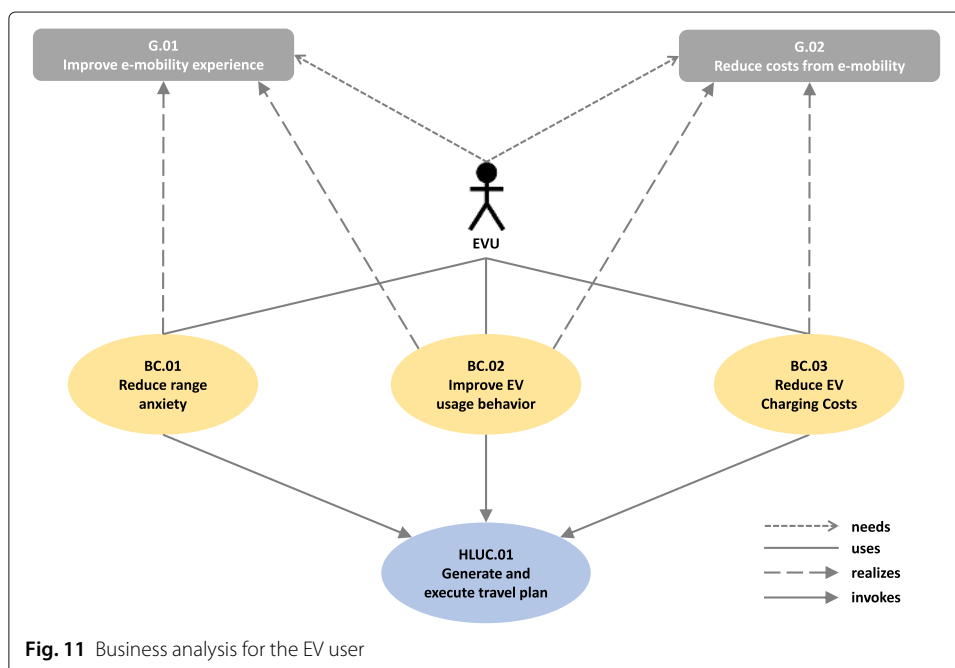 G.01
Improve e-mobility experience
G.02
Reduce costs from e-mobility
EVU
BC.01
Reduce range
anxiety
BC.02
Improve EV
usage behavior
BC.03
Reduce EV
Charging Costs
HLUC.01
Generate and
execute travel plan
needs
uses
realizes
invokes
Fig. 11 Business analysis for the EV user